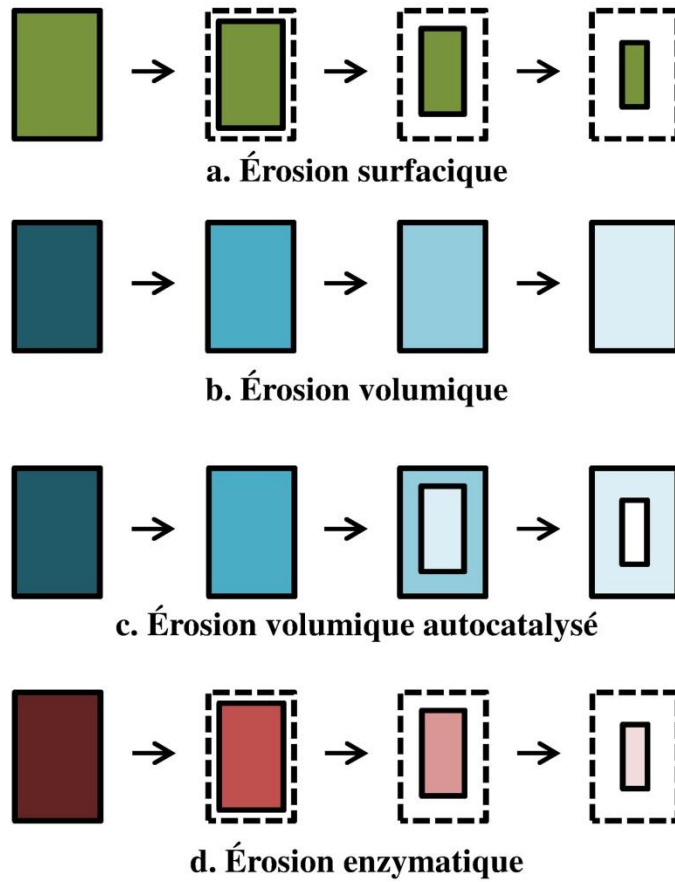 a. Érosion surfacique
b. Érosion volumique
c. Érosion volumique autocatalysé
d. Érosion enzymatique